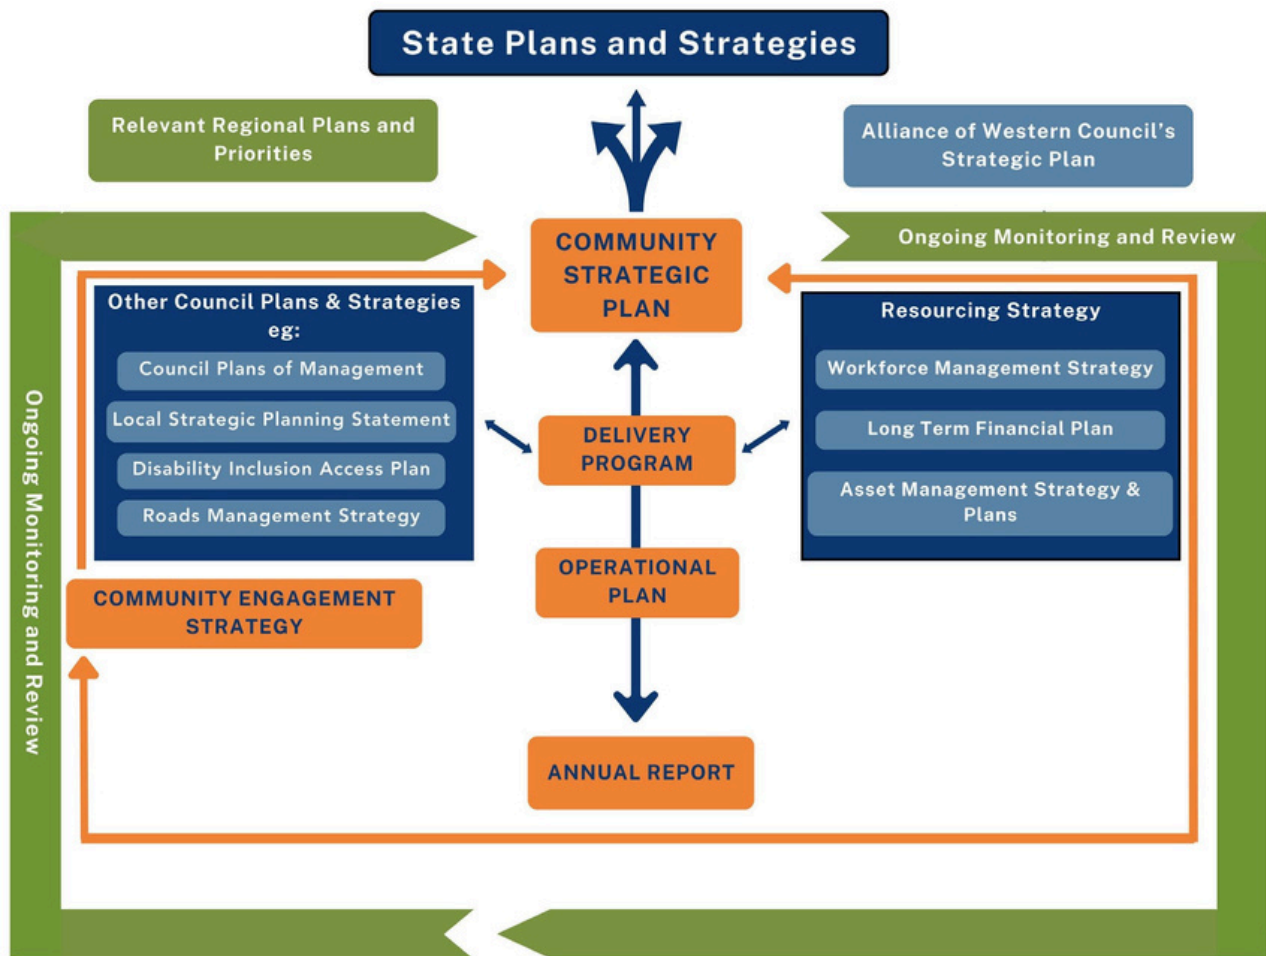 State Plans and Strategies
Relevant Regional Plans and
Priorities
Alliance of Western Council's
Strategic Plan
Ongoing Monitoring and Review
COMMUNITY
STRATEGIC
PLAN
Other Council Plans & Strategies
eg:
Council Plans of Management
Local Strategic Planning Statement
Disability Inclusion Access Plan
Roads Management Strategy
Resourcing Strategy
Workforce Management Strategy
Long Term Financial Plan
Asset Management Strategy &
Plans
DELIVERY
PROGRAM
OPERATIONAL
PLAN
COMMUNITY ENGAGEMENT
STRATEGY
ANNUAL REPORT
Ongoing Monitoring and Review